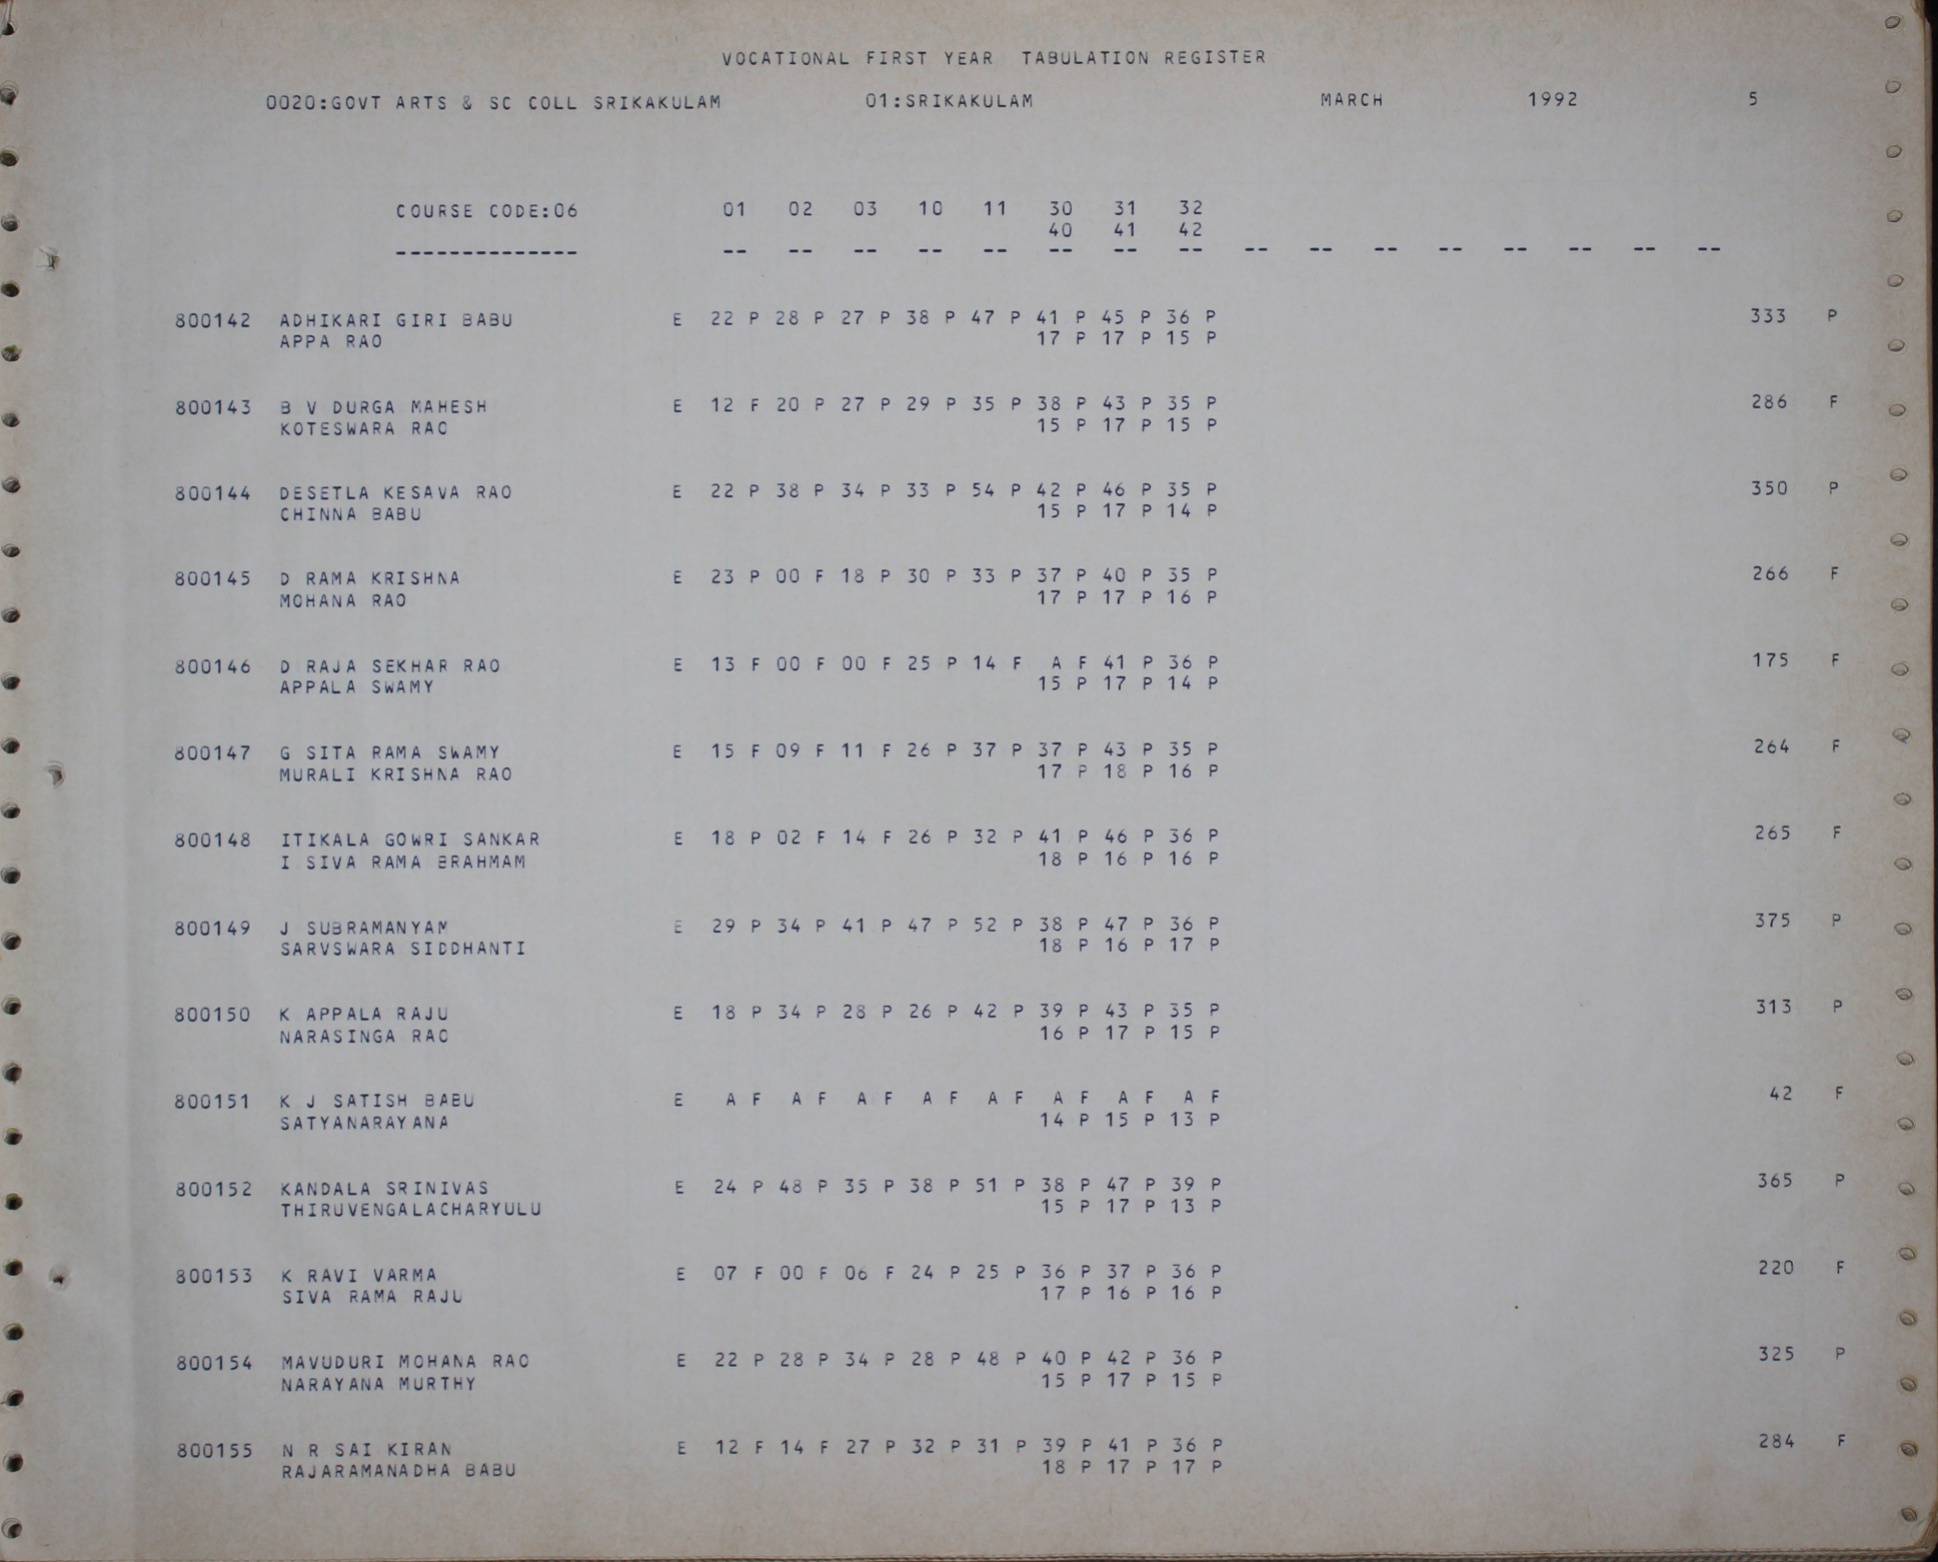 VOCATIONAL FIRST YEAR TABULATION REGISTER
0020:GOVT ARTS & SC COLL SRIKAKULAM 01:SRIKAKULAM MARCH 1992 5
COURSE CODE:06 01 02 03 10 11 30 31 32
40 41 42
-------------- -- -- -- -- -- -- -- -- -- -- -- -- -- -- -- --
800142 ADHIKARI GIRI BABU E 22 P 28 P 27 P 38 P 47 P 41 P 45 P 36 P 333 P
APPA RAO 17 P 17 P 15 P
800143 B V DURGA MAHESH E 12 F 20 P 27 P 29 P 35 P 38 P 43 P 35 P 286 F
KOTESWARA RAO 15 P 17 P 15 P
800144 DESETLA KESAVA RAO E 22 P 38 P 34 P 33 P 54 P 42 P 46 P 35 P 350 P
CHINNA BABU 15 P 17 P 14 P
800145 D RAMA KRISHNA E 23 P 00 F 18 P 30 P 33 P 37 P 40 P 35 P 266 F
MOHANA RAO 17 P 17 P 16 P
800146 D RAJA SEKHAR RAO E 13 F 00 F 00 F 25 P 14 F A F 41 P 36 P 175 F
APPALA SWAMY 15 P 17 P 14 P
800147 G SITA RAMA SWAMY E 15 F 09 F 11 F 26 P 37 P 37 P 43 P 35 P 264 F
MURALI KRISHNA RAO 17 P 18 P 16 P
800148 ITIKALA GOWRI SANKAR E 18 P 02 F 14 F 26 P 32 P 41 P 46 P 36 P 265 F
I SIVA RAMA BRAHMAM 18 P 16 P 16 P
800149 J SUBRAMANYAM E 29 P 34 P 41 P 47 P 52 P 38 P 47 P 36 P 375 P
SARVSWARA SIDDHANTI 18 P 16 P 17 P
800150 K APPALA RAJU E 18 P 34 P 28 P 26 P 42 P 39 P 43 P 35 P 313 P
NARASINGA RAO 16 P 17 P 15 P
800151 K J SATISH BABU E A F A F A F A F A F A F A F A F 42 F
SATYANARAYANA 14 P 15 P 13 P
800152 KANDALA SRINIVAS E 24 P 48 P 35 P 38 P 51 P 38 P 47 P 39 P 365 P
THIRUVENGALACHARYULU 15 P 17 P 13 P
800153 K RAVI VARMA E 07 F 00 F 06 F 24 P 25 P 36 P 37 P 36 P 220 F
SIVA RAMA RAJU 17 P 16 P 16 P
800154 MAVUDURI MOHANA RAO E 22 P 28 P 34 P 28 P 48 P 40 P 42 P 36 P 325 P
NARAYANA MURTHY 15 P 17 P 15 P
800155 N R SAI KIRAN E 12 F 14 F 27 P 32 P 31 P 39 P 41 P 36 P 284 F
RAJARAMANADHA BABU 18 P 17 P 17 P